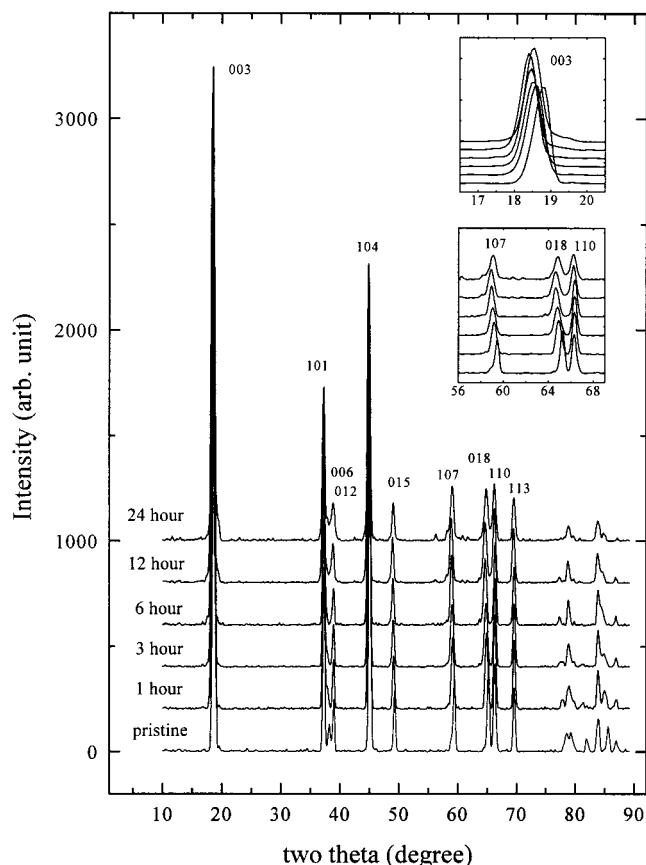 003
104
101
006
012
015
107
018
110
113
003
17 18 19 20
107 018 110
56 60 64 68
3000
2000
1000
0
Intensity (arb. unit)
24 hour
12 hour
6 hour
3 hour
1 hour
pristine
10 20 30 40 50 60 70 80 90
two theta (degree)